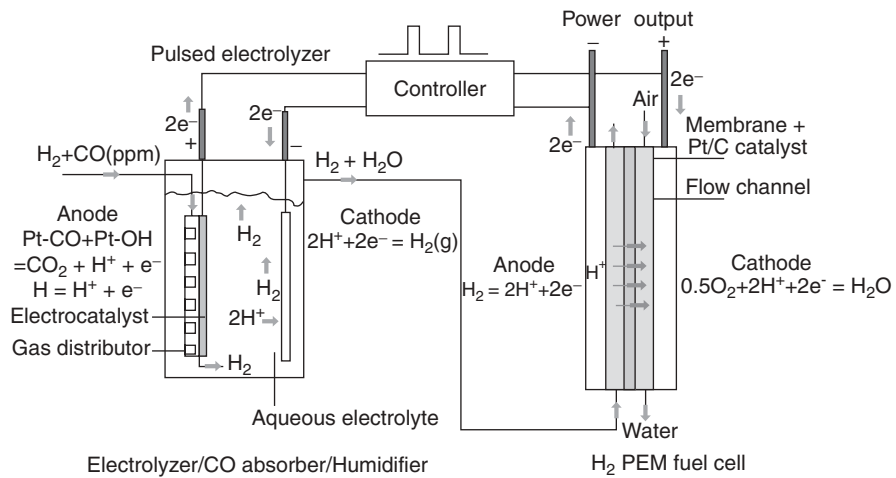 Power output
Pulsed electrolyzer
− +
Controller
2e⁻
2e⁻
+
−
2e⁻
Air
2e⁻
H₂+CO(ppm)
H₂ + H₂O
Membrane +
Pt/C catalyst
Flow channel
Anode
Pt-CO+Pt-OH
=CO₂ + H⁺ + e⁻
H = H⁺ + e⁻
Electrocatalyst
Gas distributor
H₂
H₂
2H⁺
H₂
Cathode
2H⁺+2e⁻ = H₂(g)
Anode
H₂ = 2H⁺+2e⁻
H⁺
Cathode
0.5O₂+2H⁺+2e⁻ = H₂O
Aqueous electrolyte
Water
Electrolyzer/CO absorber/Humidifier
H₂ PEM fuel cell